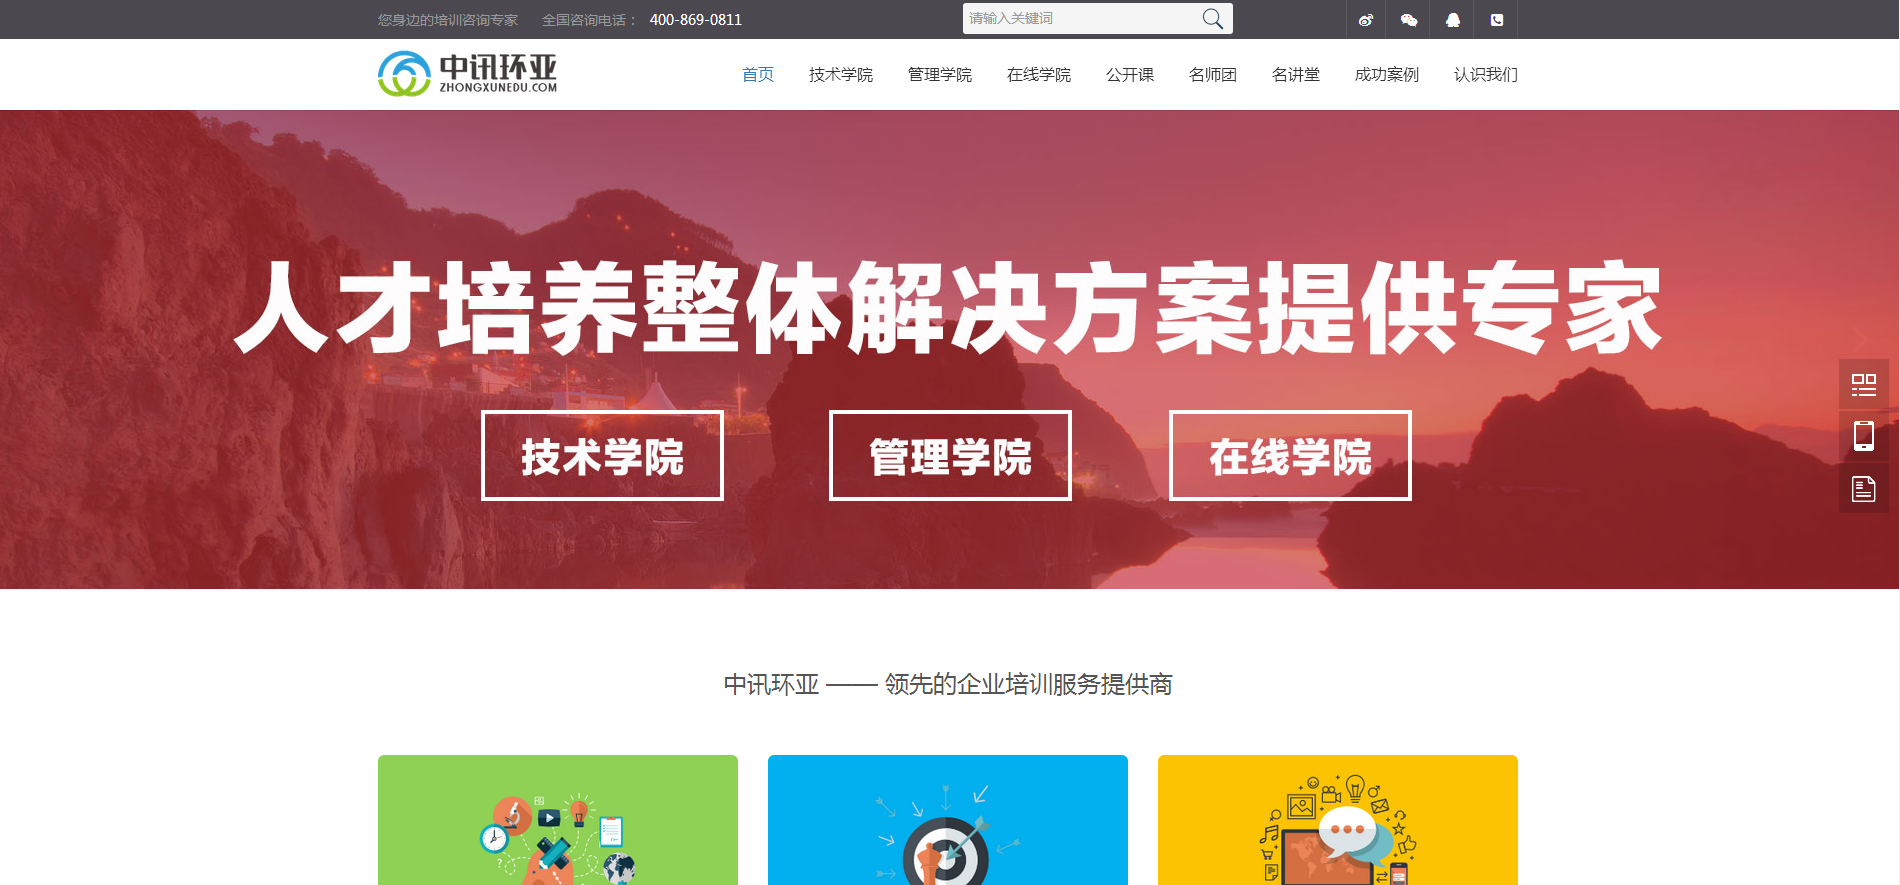 您身边的培训咨询专家 全国咨询电话： 400-869-0811
请输入关键词
中讯环亚
ZHONGXUNEDU.COM
首页 技术学院 管理学院 在线学院 公开课 名师团 名讲堂 成功案例 认识我们
人才培养整体解决方案提供专家
技术学院 管理学院 在线学院
中讯环亚 —— 领先的企业培训服务提供商